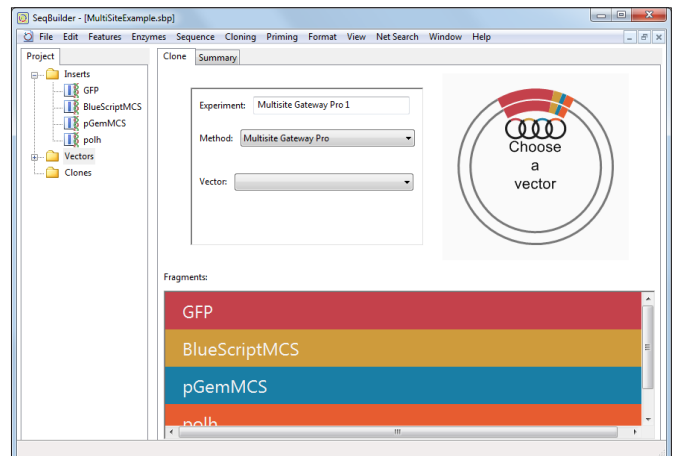 SeqBuilder - [MultiSiteExample.sbp]
File Edit Features Enzymes Sequence Cloning Priming Format View Net Search Window Help
Project
Inserts
GFP
BlueScriptMCS
pGemMCS
polh
Vectors
Clones
Clone Summary
Experiment: Multisite Gateway Pro 1
Method: Multisite Gateway Pro
Vector:
Choose
a
vector
Fragments:
GFP
BlueScriptMCS
pGemMCS
polh